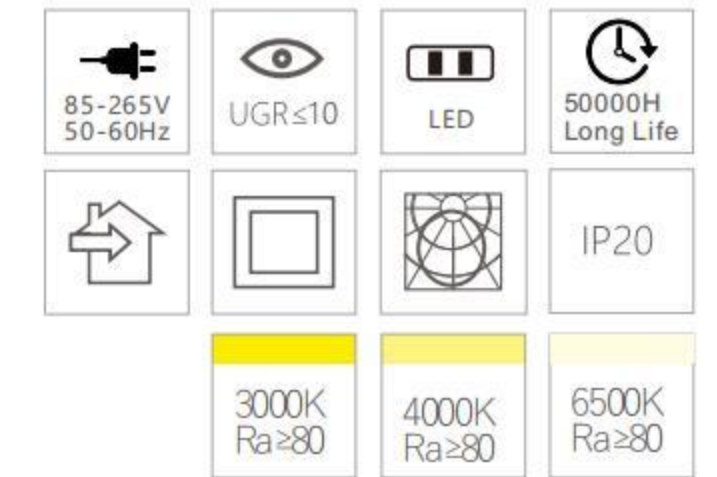 85-265V
50-60Hz
UGR≤10
LED
50000H
Long Life
IP20
3000K
Ra≥80
4000K
Ra≥80
6500K
Ra≥80